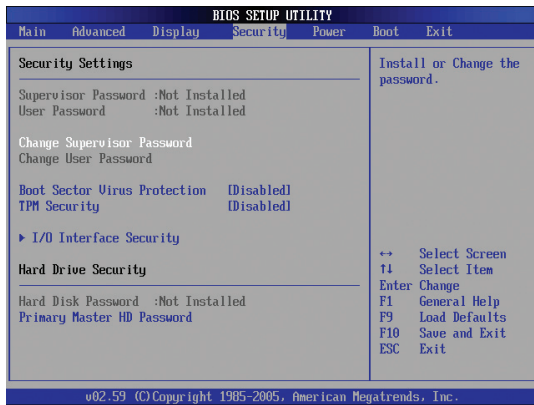 BIOS SETUP UTILITY
Main Advanced Display Security Power Boot Exit
Security Settings
Supervisor Password :Not Installed
User Password :Not Installed
Change Supervisor Password
Change User Password
Boot Sector Virus Protection [Disabled]
TPM Security [Disabled]
▶ I/O Interface Security
Hard Drive Security
Hard Disk Password :Not Installed
Primary Master HD Password
Install or Change the
password.
↔ Select Screen
↑↓ Select Item
Enter Change
F1 General Help
F9 Load Defaults
F10 Save and Exit
ESC Exit
v02.59 (C)Copyright 1985-2005, American Megatrends, Inc.